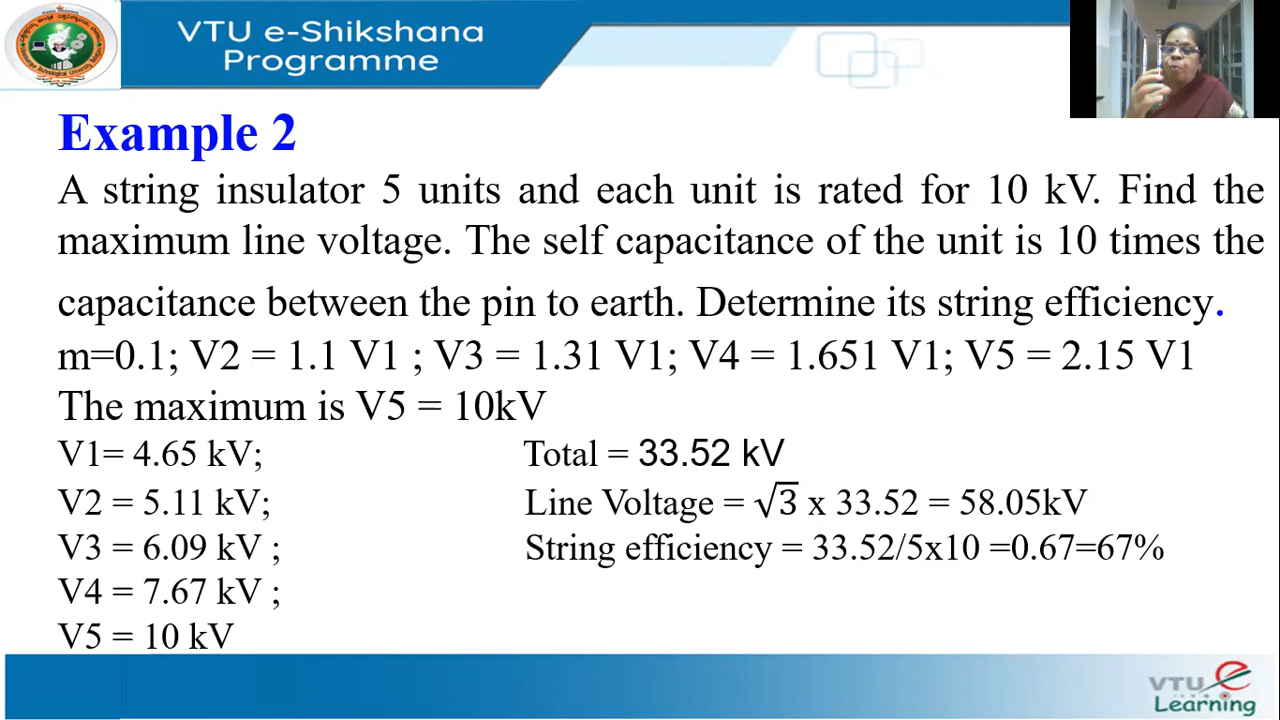 VTU e-Shikshana
Programme
Example 2
A string insulator 5 units and each unit is rated for 10 kV. Find the
maximum line voltage. The self capacitance of the unit is 10 times the
capacitance between the pin to earth. Determine its string efficiency.
m=0.1; V2 = 1.1 V1 ; V3 = 1.31 V1; V4 = 1.651 V1; V5 = 2.15 V1
The maximum is V5 = 10kV
V1= 4.65 kV;
V2 = 5.11 kV;
V3 = 6.09 kV ;
V4 = 7.67 kV ;
V5 = 10 kV
Total = 33.52 kV
Line Voltage = √3 x 33.52 = 58.05kV
String efficiency = 33.52/5x10 =0.67=67%
VTU e
Learning